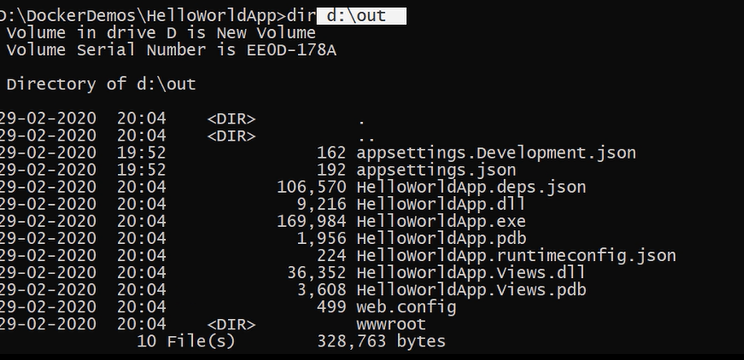 D:\DockerDemos\HelloWorldApp>dir d:\out
Volume in drive D is New Volume
Volume Serial Number is EE0D-178A
Directory of d:\out
29-02-2020 20:04 <DIR> .
29-02-2020 20:04 <DIR> ..
29-02-2020 19:52 162 appsettings.Development.json
29-02-2020 19:52 192 appsettings.json
29-02-2020 20:04 106,570 HelloWorldApp.deps.json
29-02-2020 20:04 9,216 HelloWorldApp.dll
29-02-2020 20:04 169,984 HelloWorldApp.exe
29-02-2020 20:04 1,956 HelloWorldApp.pdb
29-02-2020 20:04 224 HelloWorldApp.runtimeconfig.json
29-02-2020 20:04 36,352 HelloWorldApp.Views.dll
29-02-2020 20:04 3,608 HelloWorldApp.Views.pdb
29-02-2020 20:04 499 web.config
29-02-2020 20:04 <DIR> wwwroot
10 File(s) 328,763 bytes